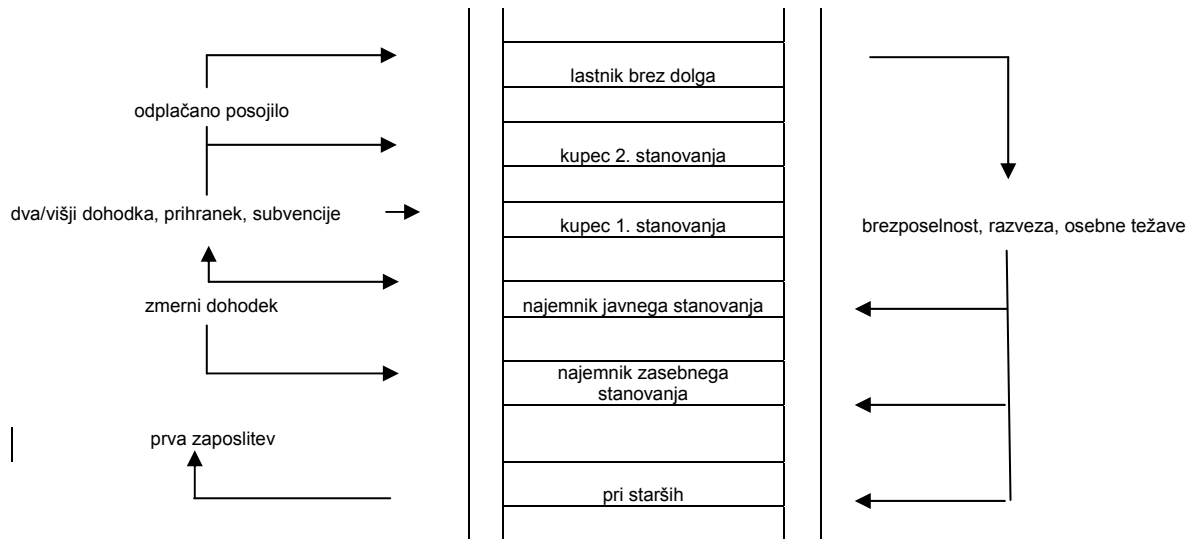 lastnik brez dolga
odplačano posojilo
kupec 2. stanovanja
dva/višji dohodka, prihranek, subvencije
kupec 1. stanovanja
brezposelnost, razveza, osebne težave
zmerni dohodek
najemnik javnega stanovanja
najemnik zasebnega
stanovanja
prva zaposlitev
pri starših